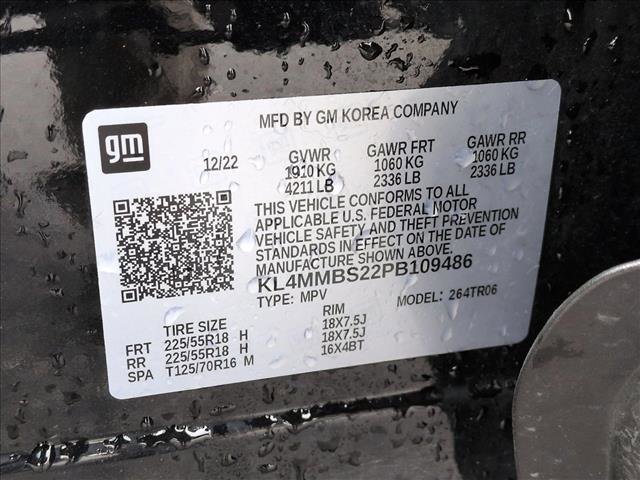 MFD BY GM KOREA COMPANY
gm
12/22
GVWR GAWR FRT GAWR RR
1910 KG 1060 KG 1060 KG
4211 LB 2336 LB 2336 LB
THIS VEHICLE CONFORMS TO ALL
APPLICABLE U.S. FEDERAL MOTOR
VEHICLE SAFETY AND THEFT PREVENTION
STANDARDS IN EFFECT ON THE DATE OF
MANUFACTURE SHOWN ABOVE.
KL4MMBS22PB109486
TYPE: MPV MODEL: 264TR06
TIRE SIZE RIM
FRT 225/55R18 H 18X7.5J
RR 225/55R18 H 18X7.5J
SPA T125/70R16 M 16X4BT